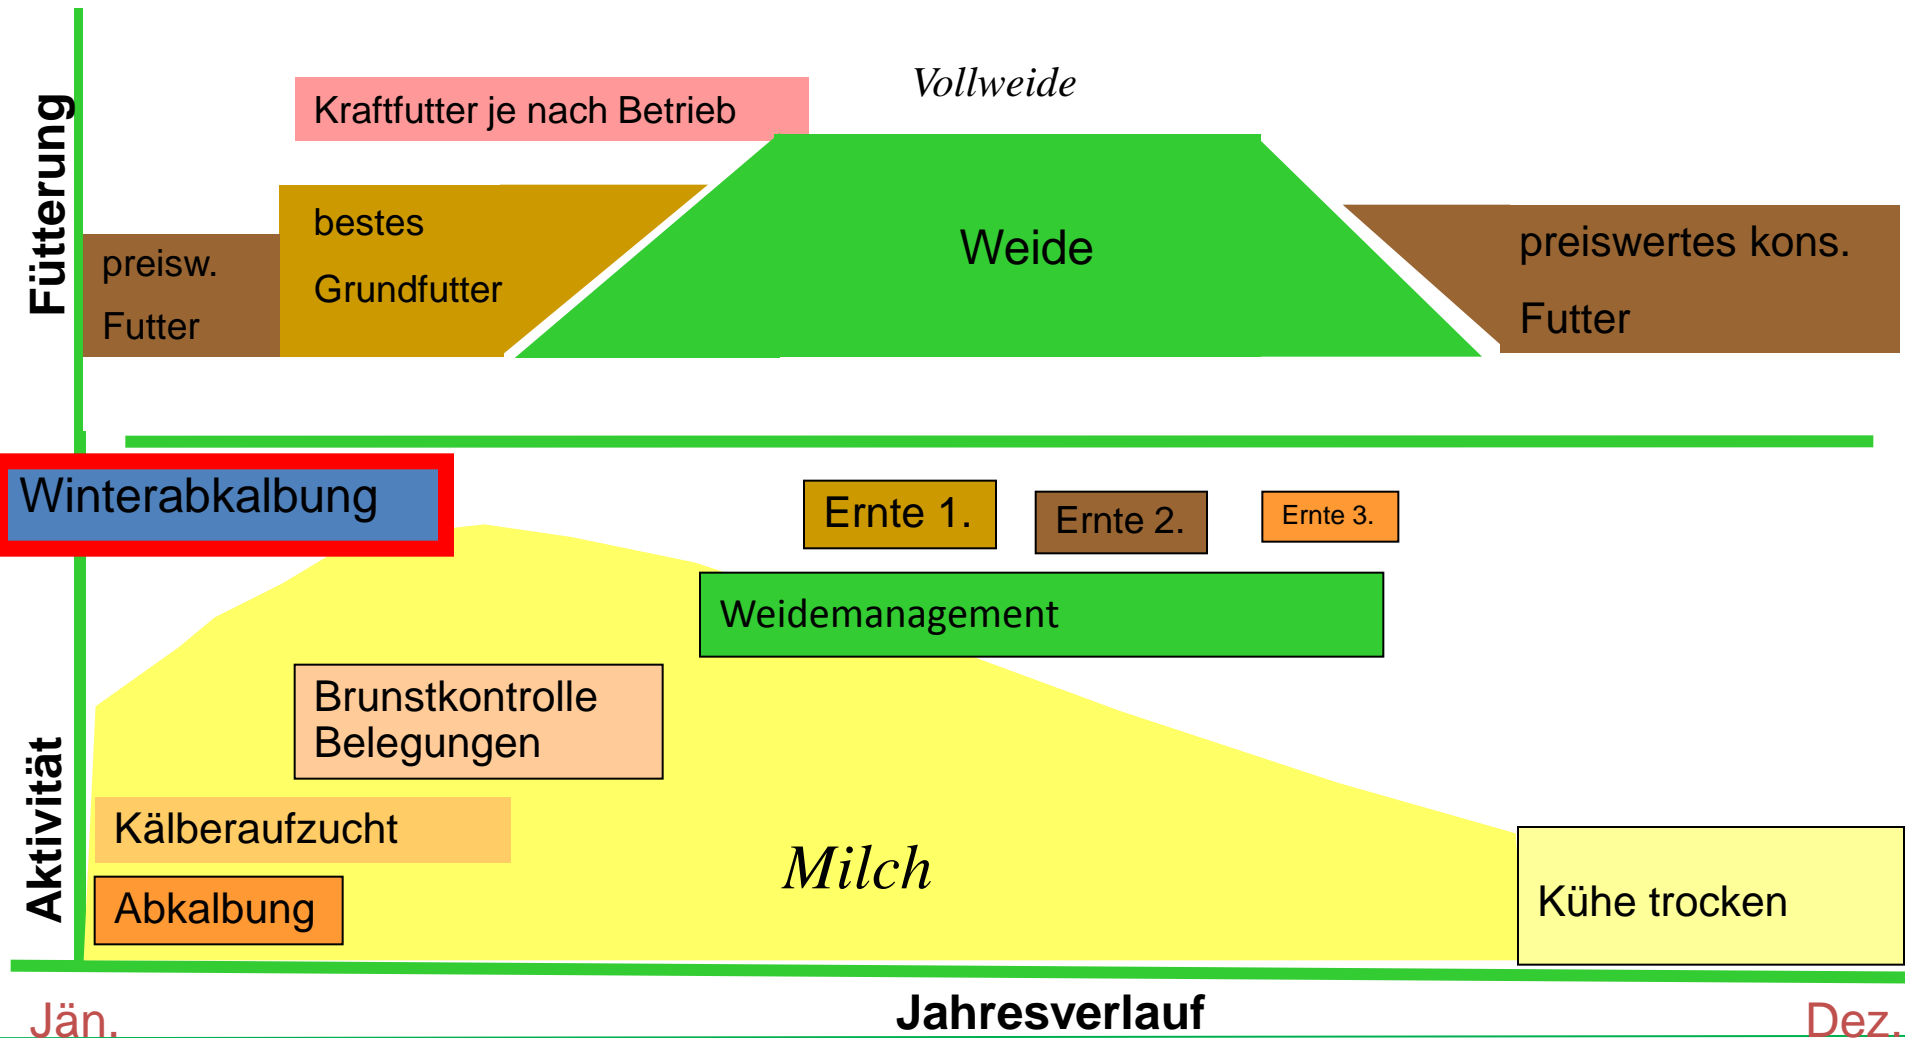 Fütterung
Vollweide
Kraftfutter je nach Betrieb
bestes
Grundfutter
preisw.
Futter
Weide
preiswertes kons.
Futter
Winterabkalbung
Ernte 1.
Ernte 2.
Ernte 3.
Weidemanagement
Brunstkontrolle
Belegungen
Aktivität
Kälberaufzucht
Milch
Abkalbung
Kühe trocken
Jän.
Jahresverlauf
Dez.